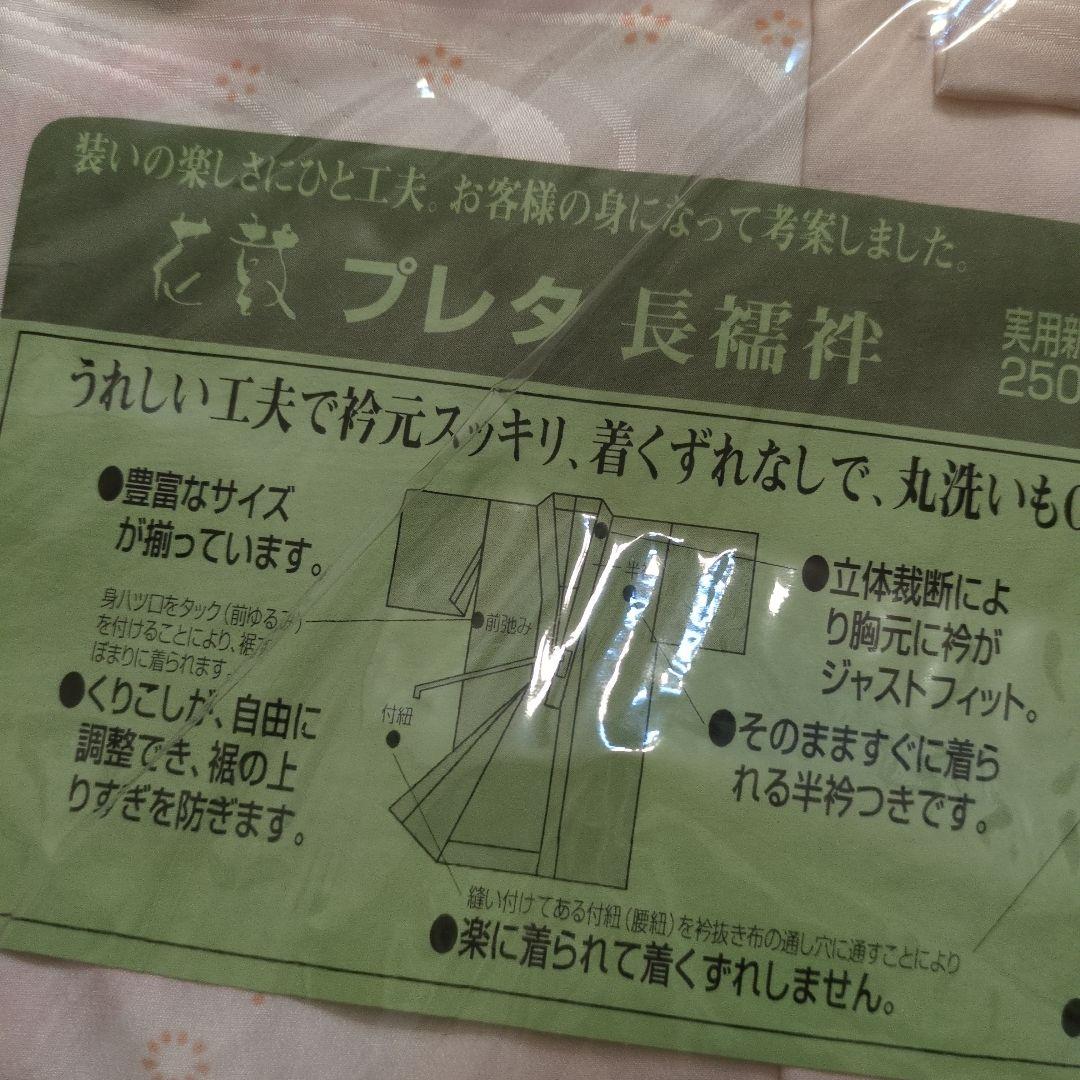 装いの楽しさにひと工夫。お客様の身になって考案しました。
花鼓 プレタ 長襦袢
実用新
250
うれしい工夫で衿元スッキリ、着くずれなしで、丸洗いも
●豊富なサイズ
が揃っています。
身八ツ口をタック(前ゆるみ)
を付けることにより、裾
ぼまりに着られます。
●くりこしが、自由に
調整でき、裾の上
りすぎを防ぎます。
●前弛み
付紐
●立体裁断によ
り胸元に衿が
ジャストフィット。
●そのまますぐに着ら
れる半衿つきです。
縫い付けてある付紐(腰紐)を衿抜き布の通し穴に通すことにより
●楽に着られて着くずれしません。